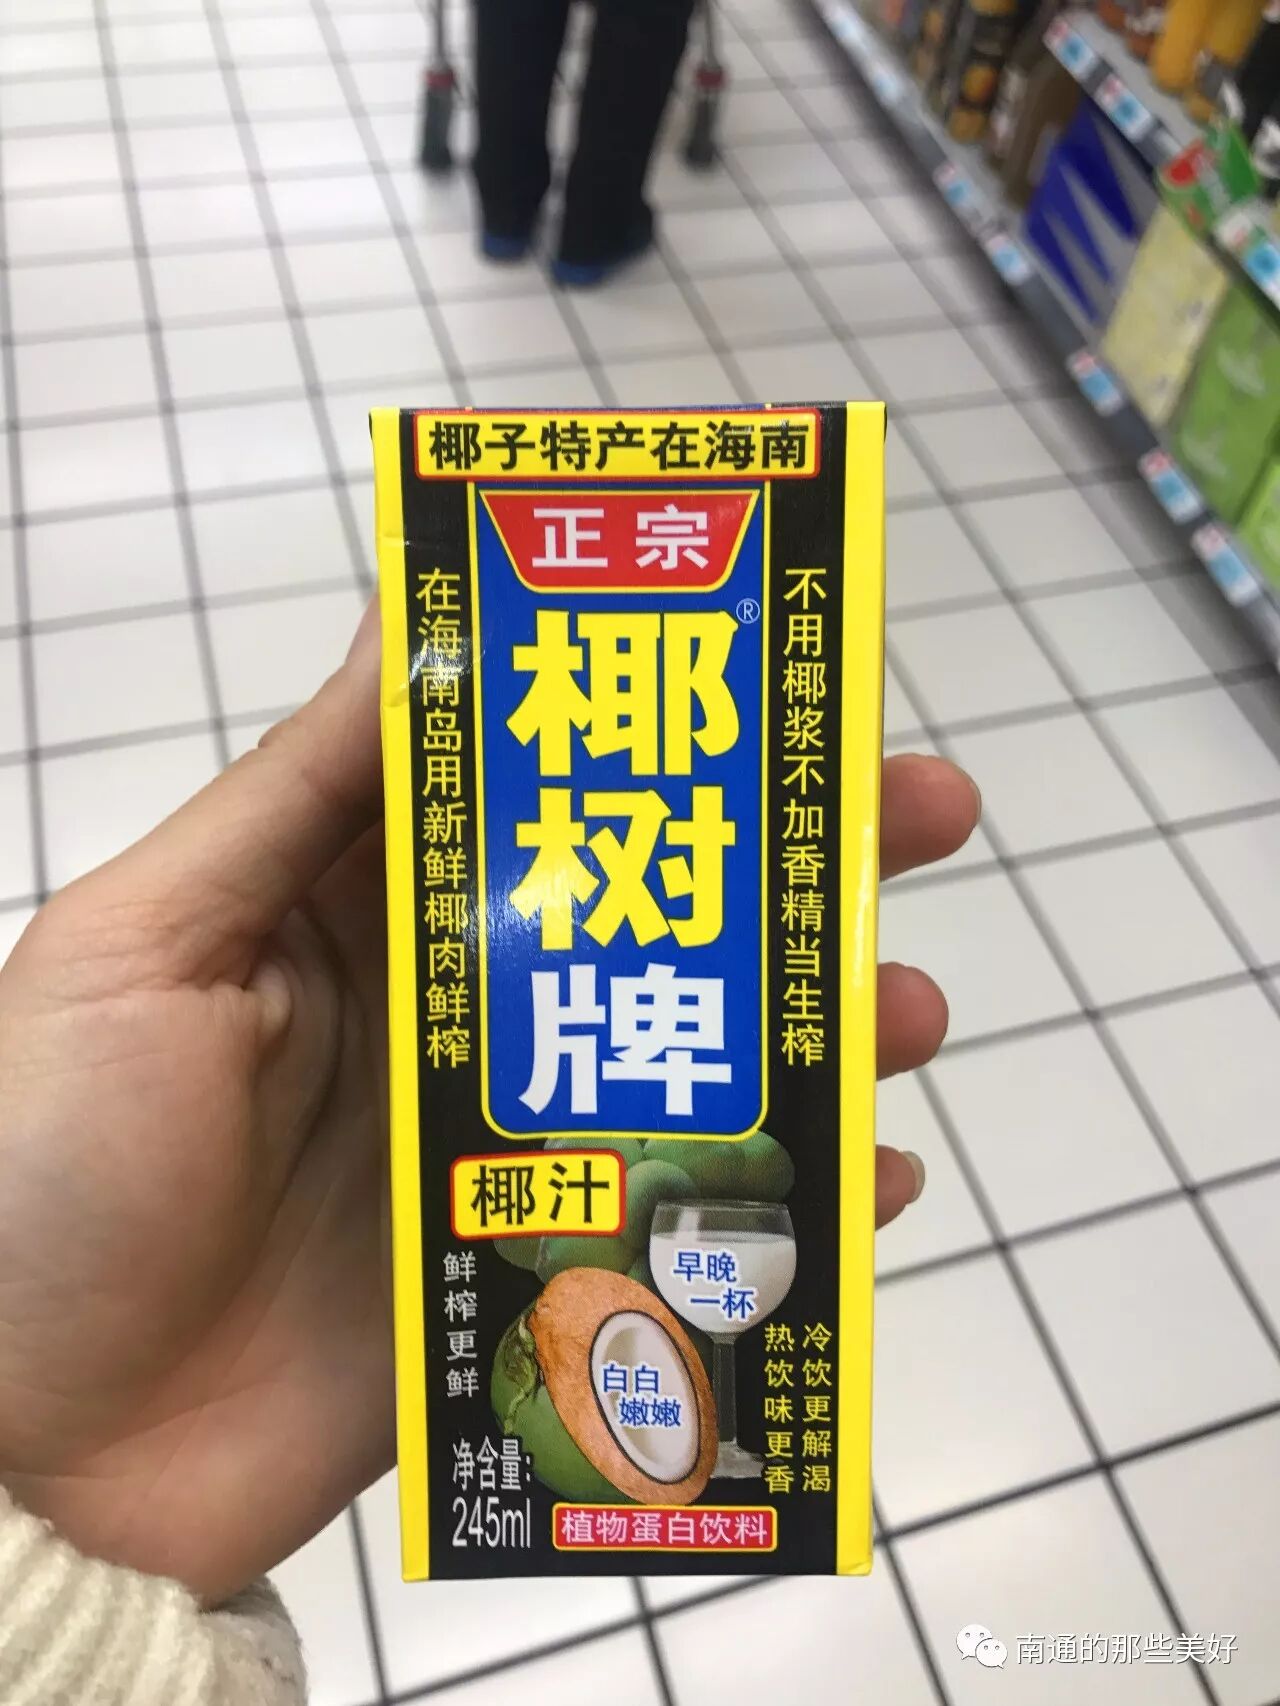 椰子特产在海南
正宗
椰树牌
®
在海南岛用新鲜椰肉鲜榨
不用椰浆不加香精当生榨
椰汁
鲜榨更鲜
早晚
一杯
白白
嫩嫩
冷饮更解渴
热饮味更香
净含量:
245ml
植物蛋白饮料
南通的那些美好